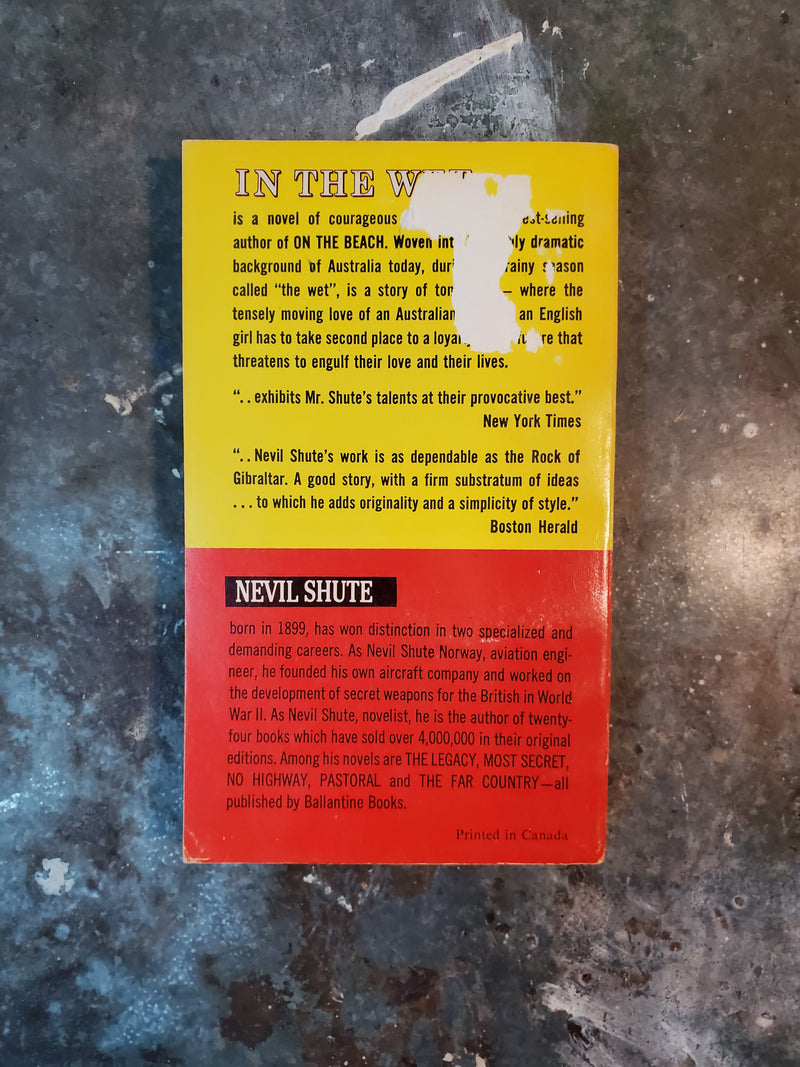 IN THE WET
is a novel of courageous best-selling
author of ON THE BEACH. Woven dramatic
background of Australia today, rainy season
called “the wet”, is a story of — where the
tensely moving love of an Australian an English
girl has to take second place to a that
threatens to engulf their love and their lives.
“. . exhibits Mr. Shute’s talents at their provocative best.”
New York Times
“. . Nevil Shute’s work is as dependable as the Rock of
Gibraltar. A good story, with a firm substratum of ideas
. . . to which he adds originality and a simplicity of style.”
Boston Herald
NEVIL SHUTE
born in 1899, has won distinction in two specialized and
demanding careers. As Nevil Shute Norway, aviation engi-
neer, he founded his own aircraft company and worked on
the development of secret weapons for the British in World
War II. As Nevil Shute, novelist, he is the author of twenty-
four books which have sold over 4,000,000 in their original
editions. Among his novels are THE LEGACY, MOST SECRET,
NO HIGHWAY, PASTORAL and THE FAR COUNTRY—all
published by Ballantine Books.
Printed in Canada